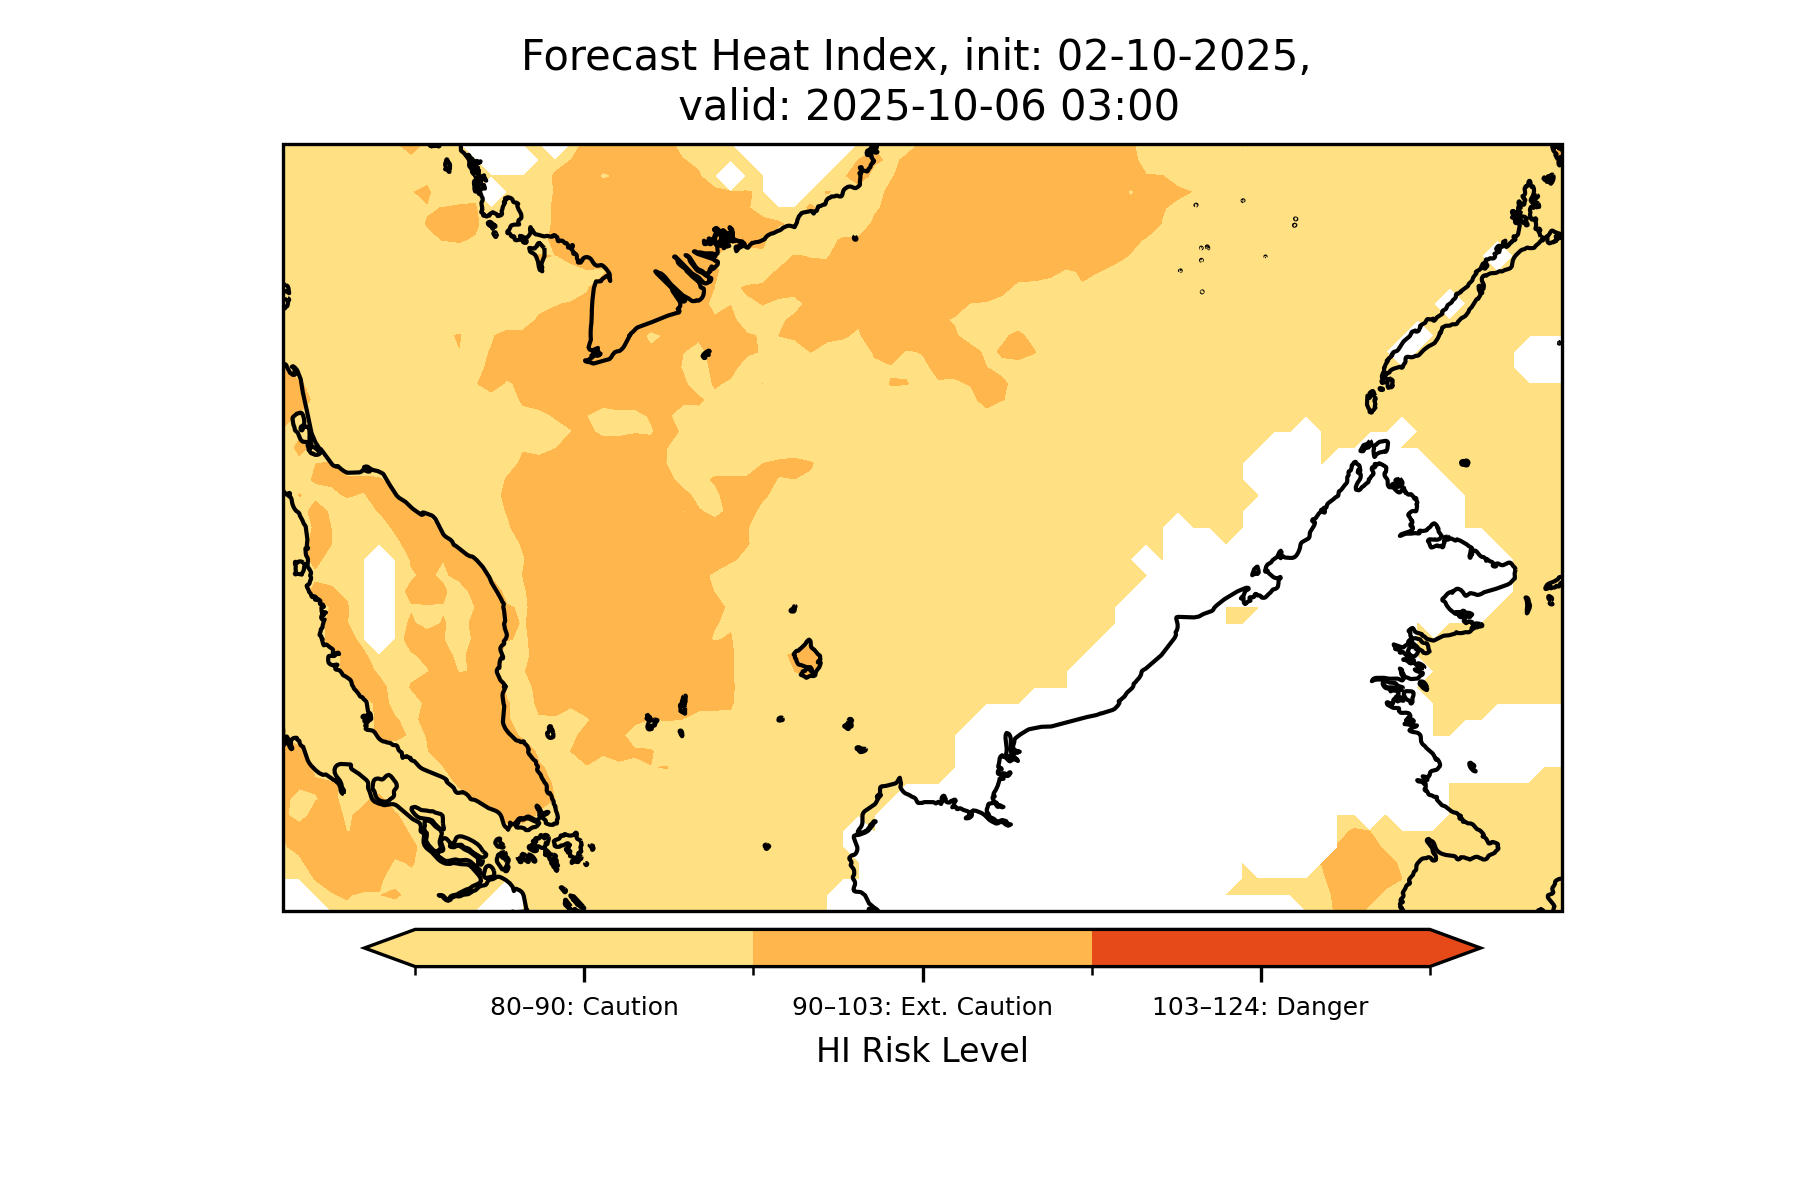 Forecast Heat Index, init: 02-10-2025,
valid: 2025-10-06 03:00
80–90: Caution
90–103: Ext. Caution
103–124: Danger
HI Risk Level